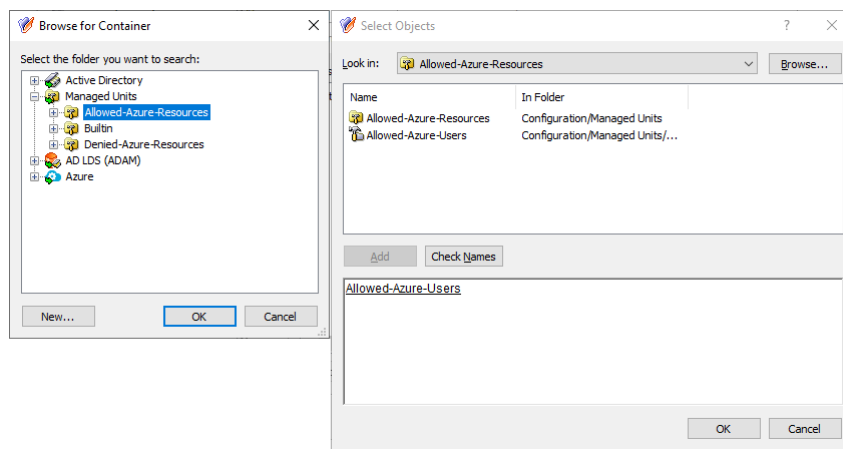 Browse for Container
Select the folder you want to search:
Active Directory
Managed Units
Allowed-Azure-Resources
Builtin
Denied-Azure-Resources
AD LDS (ADAM)
Azure
New...
OK
Cancel
Select Objects
?
Look in:
Allowed-Azure-Resources
Browse...
Name
In Folder
Allowed-Azure-Resources
Configuration/Managed Units
Allowed-Azure-Users
Configuration/Managed Units/...
Add
Check Names
Allowed-Azure-Users
OK
Cancel